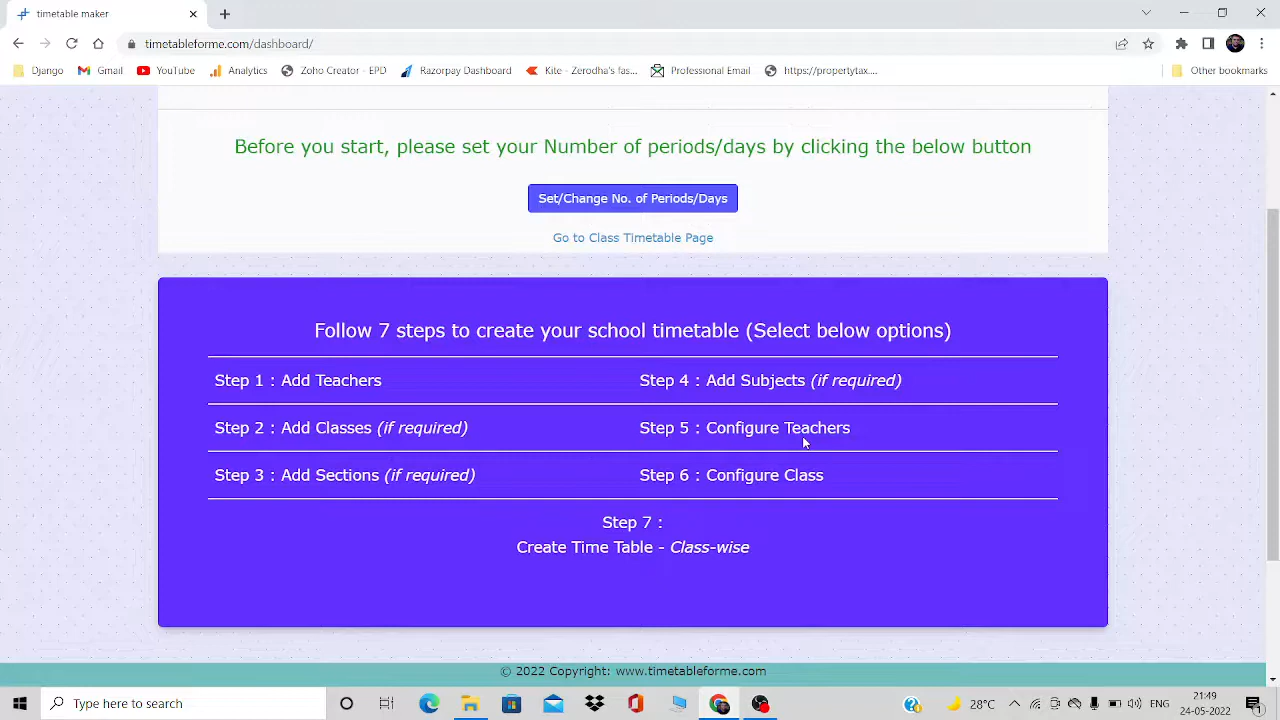 timetable maker
timetableforme.com/dashboard/
Django
Gmail
YouTube
Analytics
Zoho Creator - EPD
Razorpay Dashboard
Kite - Zerodha's fas...
Professional Email
https://propertytax....
Other bookmarks
Before you start, please set your Number of periods/days by clicking the below button
Set/Change No. of Periods/Days
Go to Class Timetable Page
Follow 7 steps to create your school timetable (Select below options)
Step 1 : Add Teachers
Step 4 : Add Subjects (if required)
Step 2 : Add Classes (if required)
Step 5 : Configure Teachers
Step 3 : Add Sections (if required)
Step 6 : Configure Class
Step 7 :
Create Time Table - Class-wise
© 2022 Copyright: www.timetableforme.com
Type here to search
28°C
ENG
21:49
24-05-2022